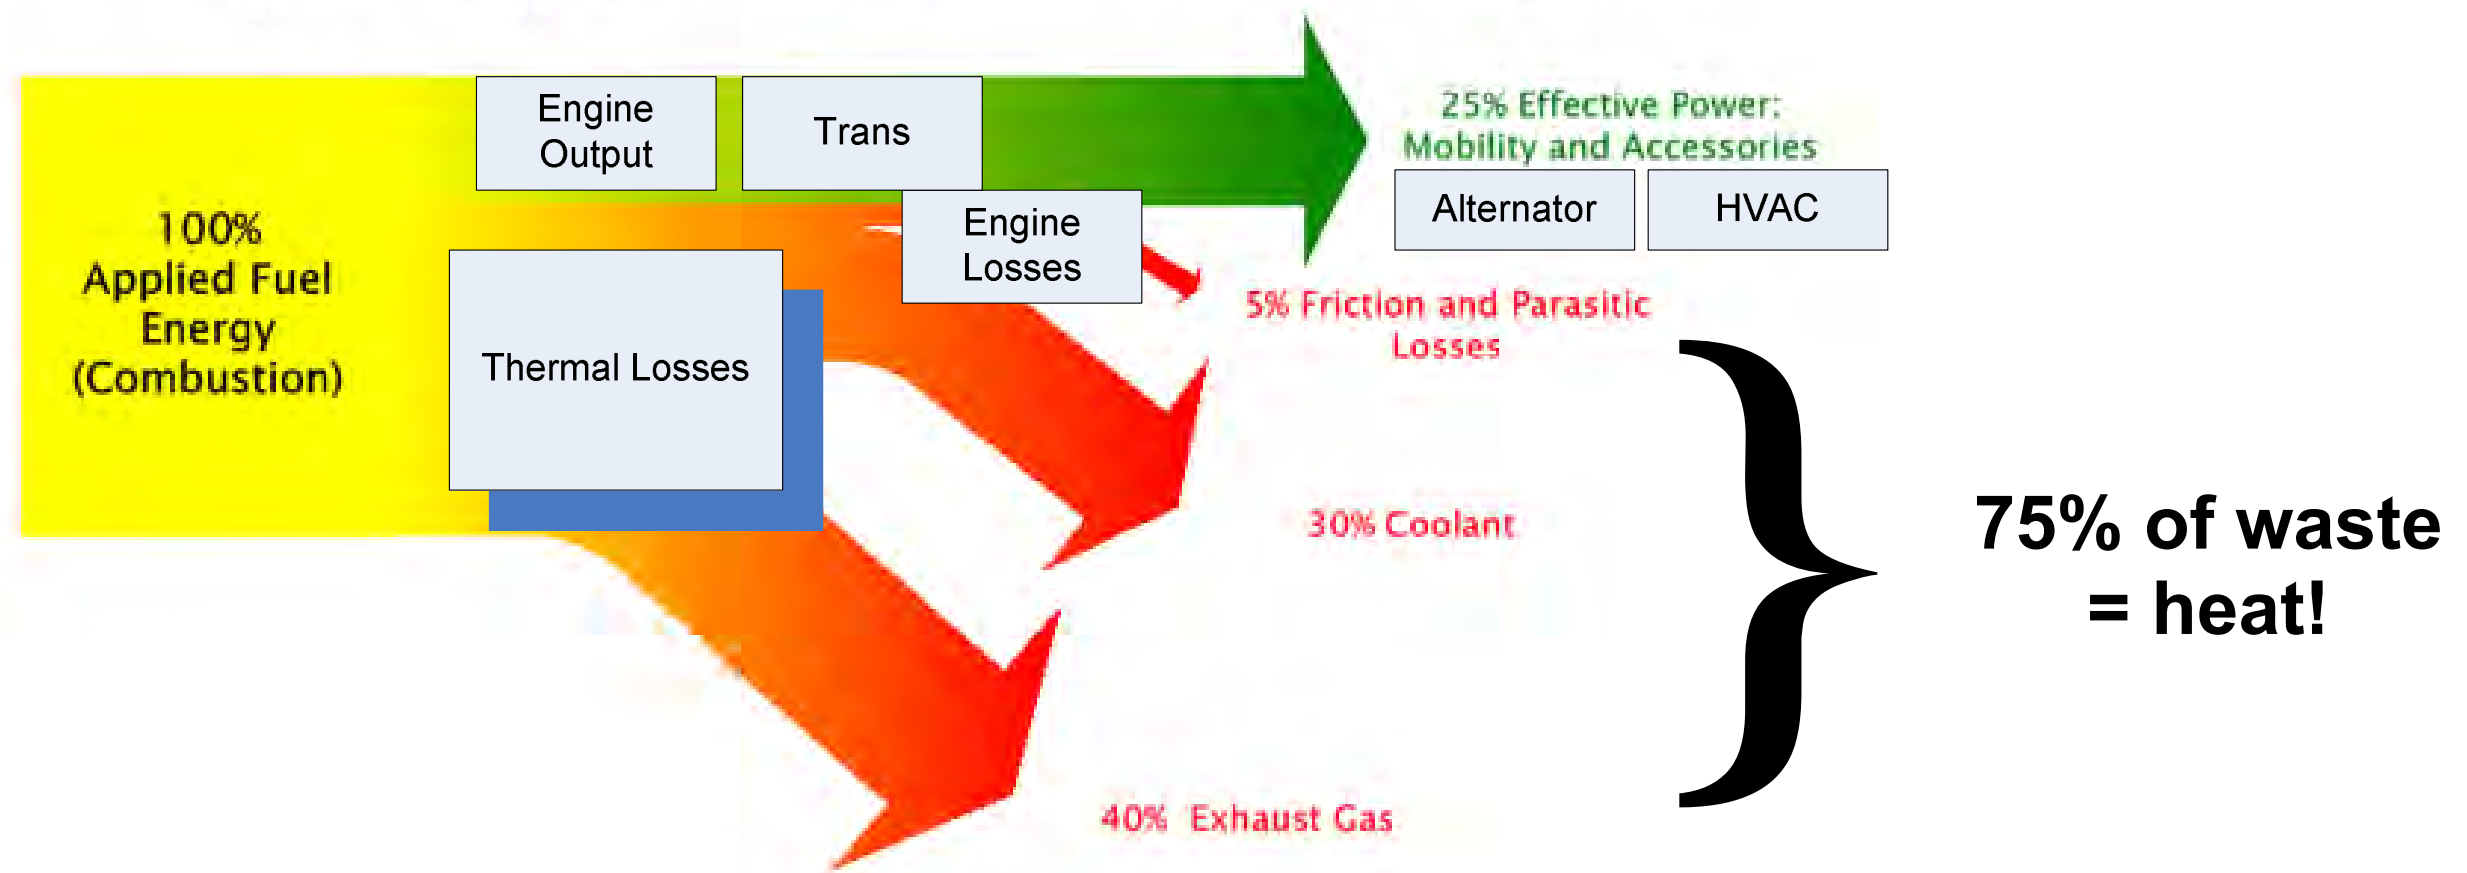 100%
Applied Fuel
Energy
(Combustion)
Engine
Output
Trans
Engine
Losses
Thermal Losses
25% Effective Power:
Mobility and Accessories
Alternator
HVAC
5% Friction and Parasitic
Losses
30% Coolant
40% Exhaust Gas
75% of waste
= heat!